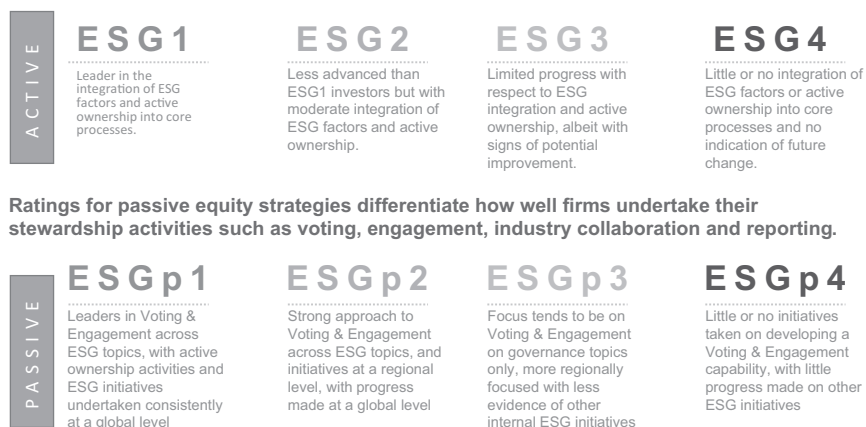 ACTIVE
ESG1
Leader in the
integration of ESG
factors and active
ownership into core
processes.
ESG2
Less advanced than
ESG1 investors but with
moderate integration of
ESG factors and active
ownership.
ESG3
Limited progress with
respect to ESG
integration and active
ownership, albeit with
signs of potential
improvement.
ESG4
Little or no integration of
ESG factors or active
ownership into core
processes and no
indication of future
change.
Ratings for passive equity strategies differentiate how well firms undertake their
stewardship activities such as voting, engagement, industry collaboration and reporting.
PASSIVE
ESGp1
Leaders in Voting &
Engagement across
ESG topics, with active
ownership activities and
ESG initiatives
undertaken consistently
at a global level
ESGp2
Strong approach to
Voting & Engagement
across ESG topics, and
initiatives at a regional
level, with progress
made at a global level
ESGp3
Focus tends to be on
Voting & Engagement
on governance topics
only, more regionally
focused with less
evidence of other
internal ESG initiatives
ESGp4
Little or no initiatives
taken on developing a
Voting & Engagement
capability, with little
progress made on other
ESG initiatives